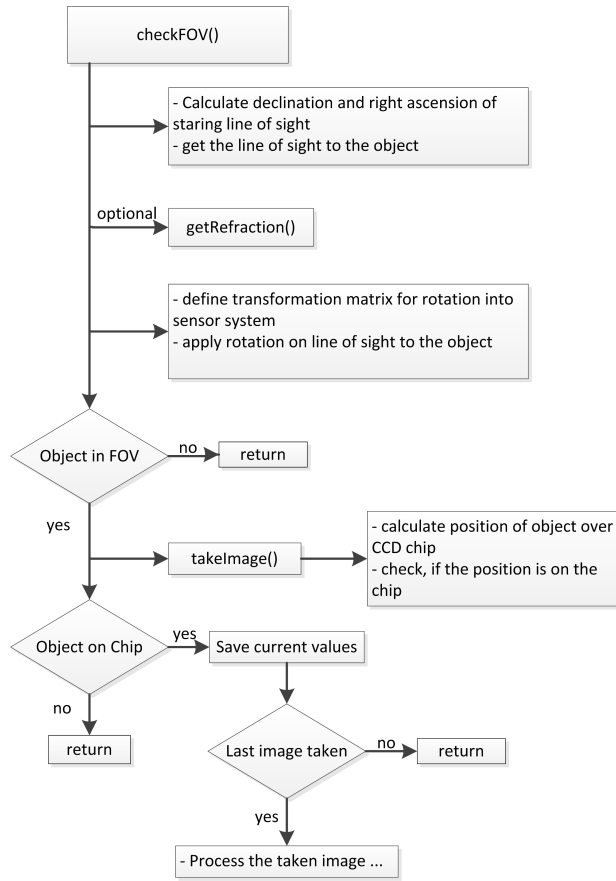 checkFOV()
- Calculate declination and right ascension of
staring line of sight
- get the line of sight to the object
optional
getRefraction()
- define transformation matrix for rotation into
sensor system
- apply rotation on line of sight to the object
Object in FOV
no
return
yes
takeImage()
- calculate position of object over
CCD chip
- check, if the position is on the
chip
Object on Chip
yes
Save current values
no
return
Last image taken
no
return
yes
- Process the taken image ...